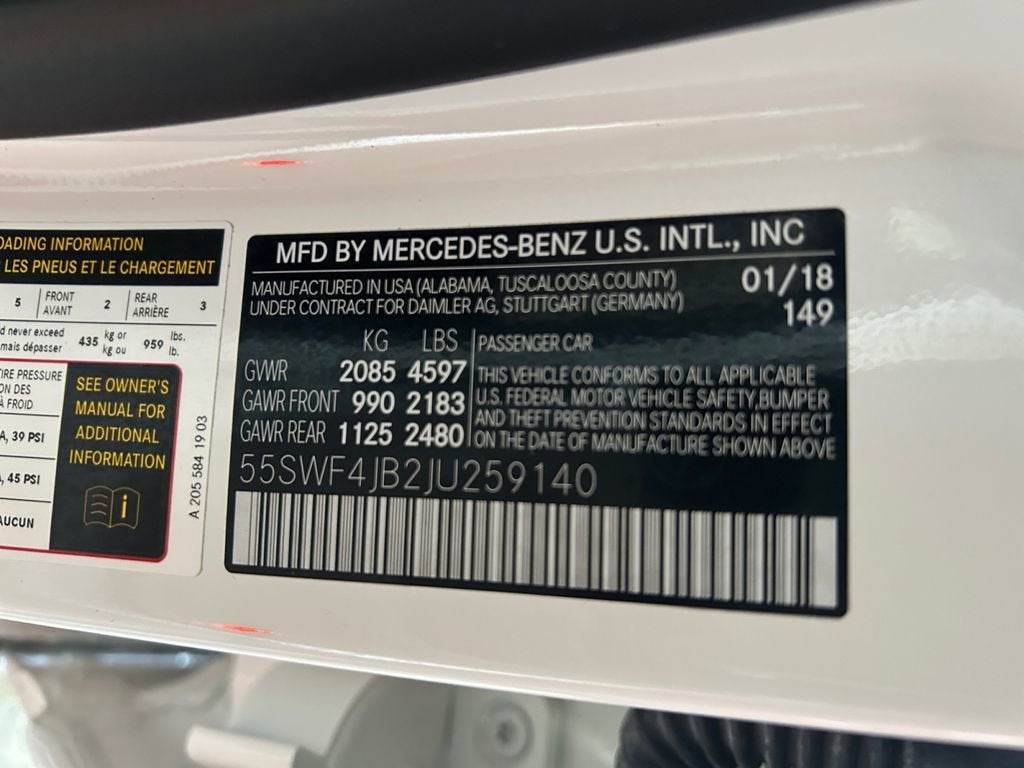 OADING INFORMATION
LES PNEUS ET LE CHARGEMENT
5 FRONT AVANT 2 REAR ARRIÈRE 3
never exceed kg or lbs.
mais dépasser 435 kg ou 959 lb.
TIRE PRESSURE
ON DES
À FROID
A, 39 PSI
A, 45 PSI
AUCUN
SEE OWNER'S
MANUAL FOR
ADDITIONAL
INFORMATION
i
A 205 584 19 03
MFD BY MERCEDES-BENZ U.S. INTL., INC
MANUFACTURED IN USA (ALABAMA, TUSCALOOSA COUNTY) 01/18
UNDER CONTRACT FOR DAIMLER AG, STUTTGART (GERMANY) 149
KG LBS
GVWR 2085 4597
GAWR FRONT 990 2183
GAWR REAR 1125 2480
PASSENGER CAR
THIS VEHICLE CONFORMS TO ALL APPLICABLE
U.S. FEDERAL MOTOR VEHICLE SAFETY,BUMPER
AND THEFT PREVENTION STANDARDS IN EFFECT
ON THE DATE OF MANUFACTURE SHOWN ABOVE
55SWF4JB2JU259140